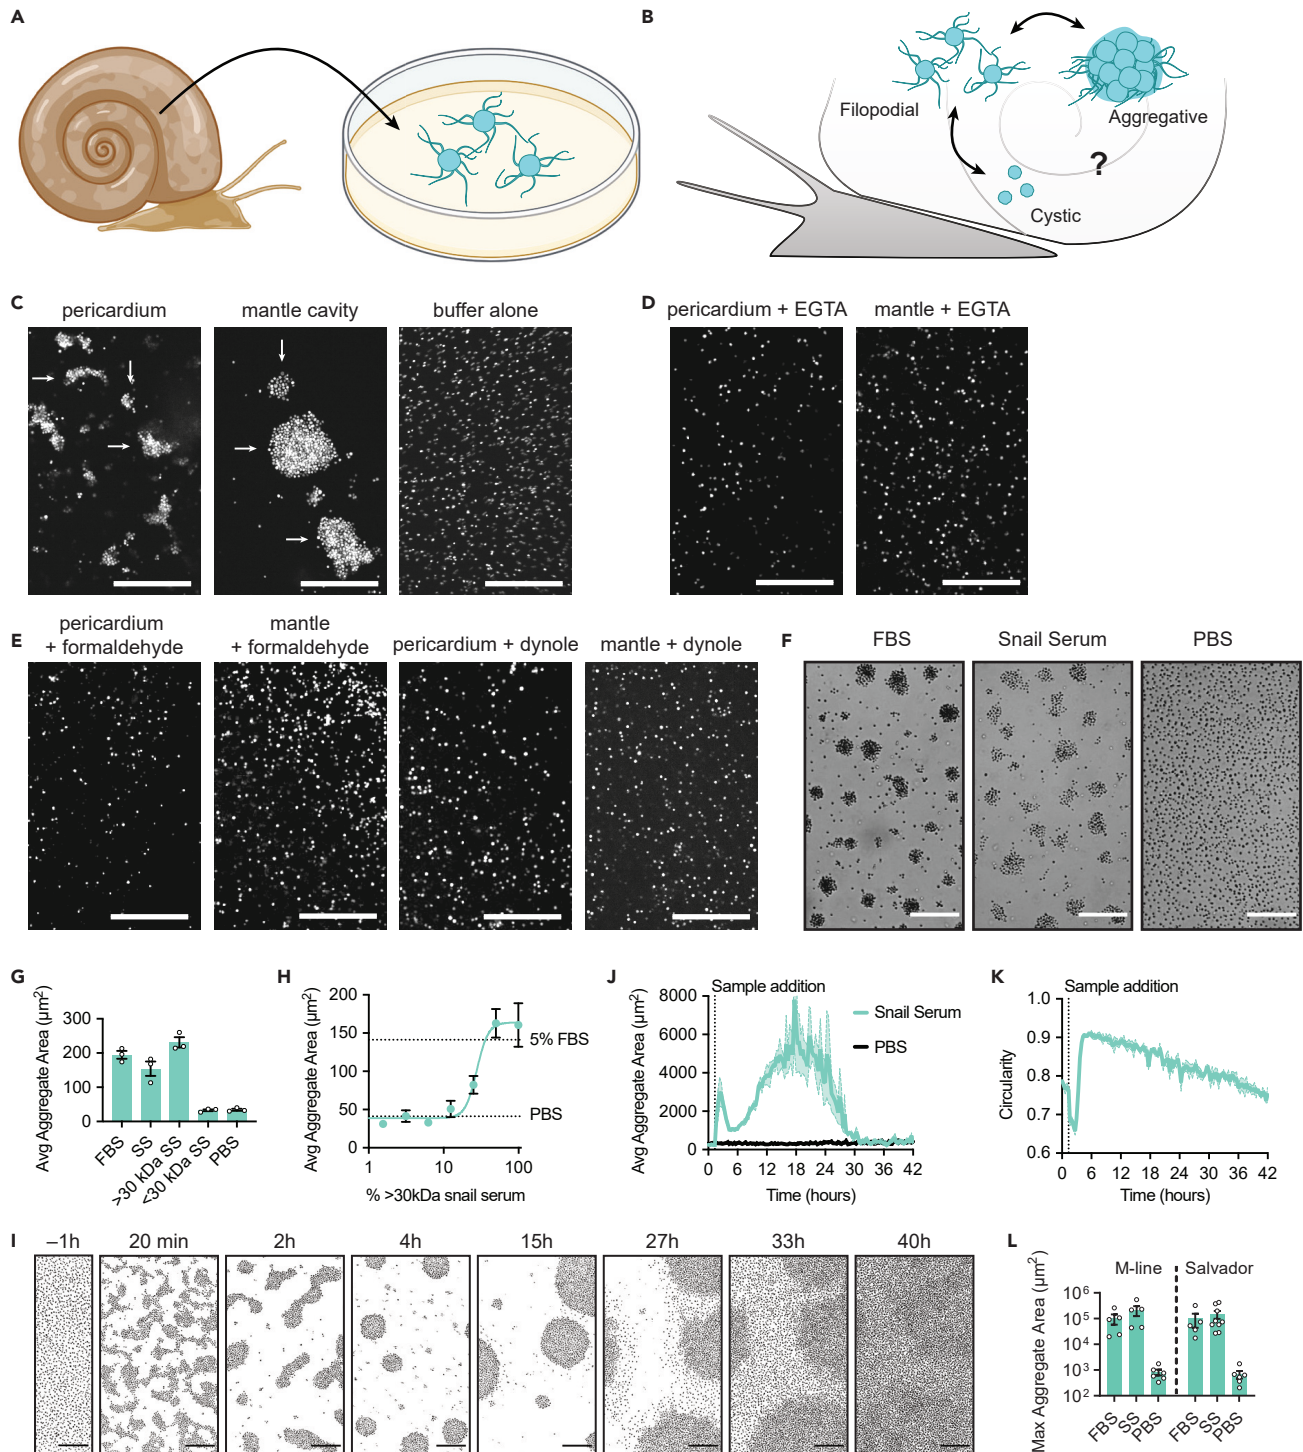 A
B
Filopodial
Aggregative
?
Cystic
C
pericardium
mantle cavity
buffer alone
D
pericardium + EGTA
mantle + EGTA
E
pericardium
+ formaldehyde
mantle
+ formaldehyde
pericardium + dynole
mantle + dynole
F
FBS
Snail Serum
PBS
G
Avg Aggregate Area (µm²)
300
200
100
0
FBS
SS
>30 kDa SS
<30 kDa SS
PBS
H
Avg Aggregate Area (µm²)
200
150
100
50
0
5% FBS
PBS
1
10
100
% >30kDa snail serum
J
Avg Aggregate Area (µm²)
Sample addition
8000
6000
4000
2000
0
Snail Serum
PBS
0 6 12 18 24 30 36 42
Time (hours)
K
Circularity
Sample addition
1.0
0.9
0.8
0.7
0.6
0 6 12 18 24 30 36 42
Time (hours)
I
–1h
20 min
2h
4h
15h
27h
33h
40h
L
Max Aggregate Area (µm²)
M-line
Salvador
10⁶
10⁵
10⁴
10³
10²
FBS
SS
PBS
FBS
SS
PBS